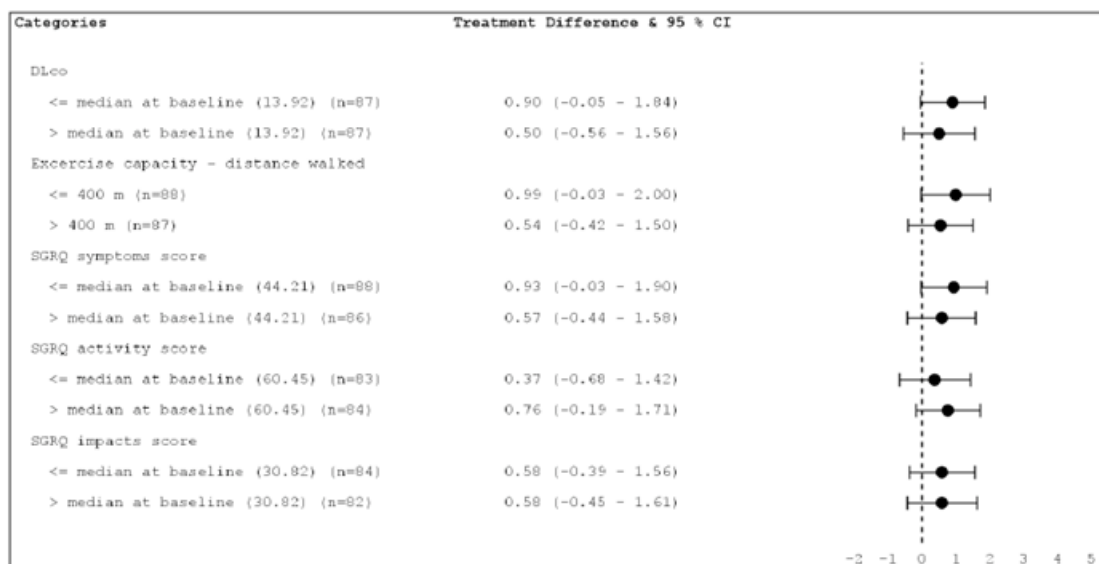 Categories Treatment Difference & 95 % CI
DLco
<= median at baseline (13.92) (n=87) 0.90 (-0.05 - 1.84)
> median at baseline (13.92) (n=87) 0.50 (-0.56 - 1.56)
Excercise capacity - distance walked
<= 400 m (n=88) 0.99 (-0.03 - 2.00)
> 400 m (n=87) 0.54 (-0.42 - 1.50)
SGRQ symptoms score
<= median at baseline (44.21) (n=88) 0.93 (-0.03 - 1.90)
> median at baseline (44.21) (n=86) 0.57 (-0.44 - 1.58)
SGRQ activity score
<= median at baseline (60.45) (n=83) 0.37 (-0.68 - 1.42)
> median at baseline (60.45) (n=84) 0.76 (-0.19 - 1.71)
SGRQ impacts score
<= median at baseline (30.82) (n=84) 0.58 (-0.39 - 1.56)
> median at baseline (30.82) (n=82) 0.58 (-0.45 - 1.61)
-2 -1 0 1 2 3 4 5